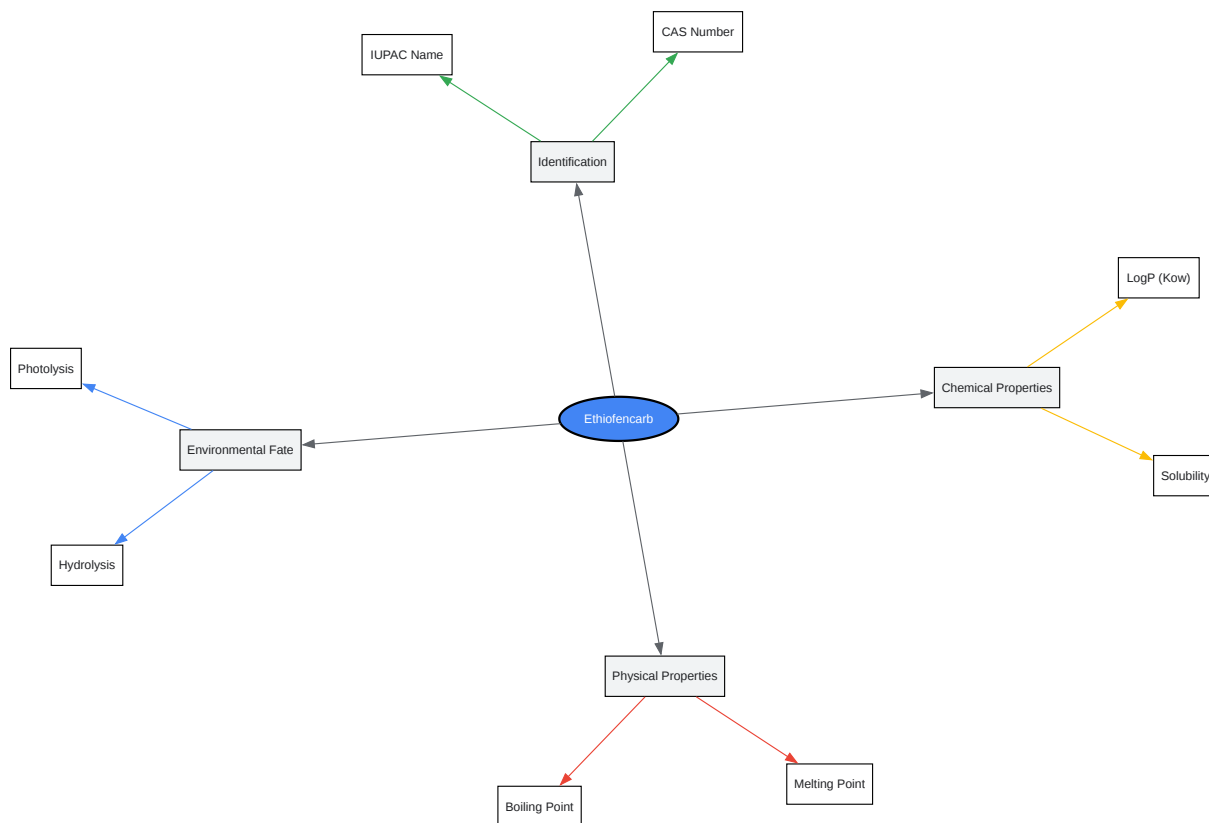 CAS Number
IUPAC Name
Identification
LogP (Kow)
Photolysis
Chemical Properties
Ethiofencarb
Environmental Fate
Solubility
Hydrolysis
Physical Properties
Melting Point
Boiling Point